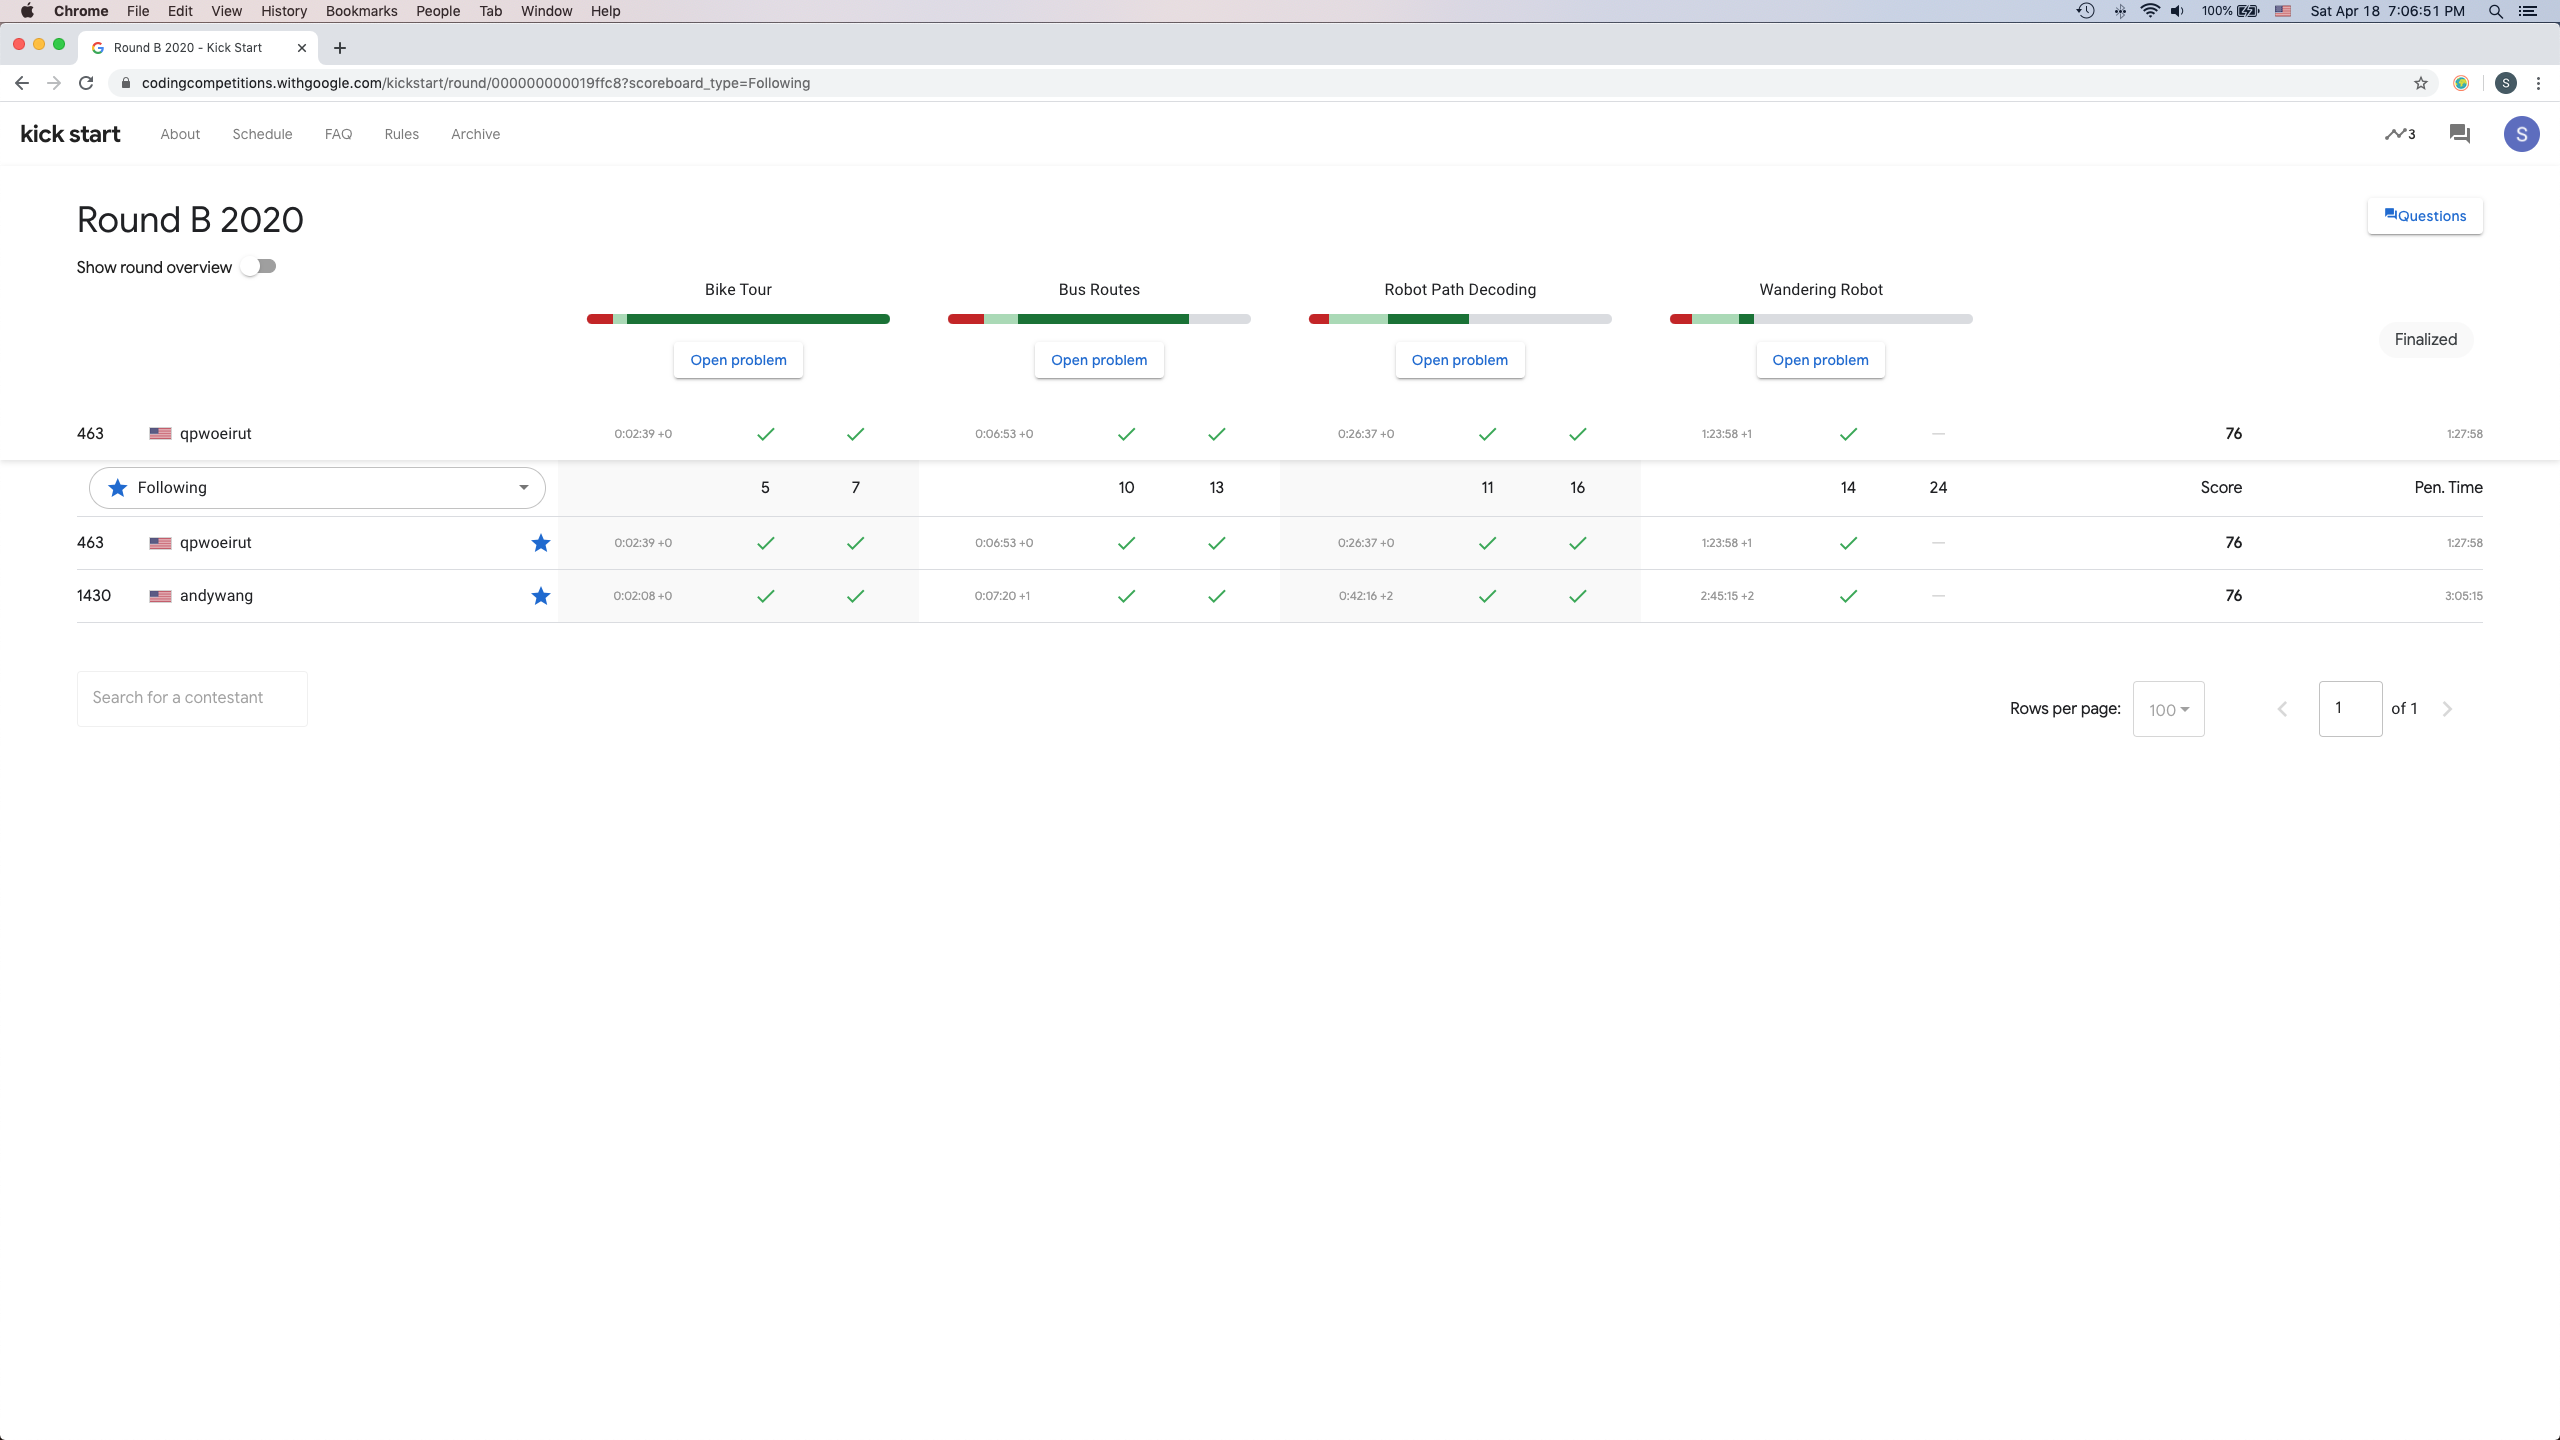 Chrome File Edit View History Bookmarks People Tab Window Help 100% Sat Apr 18 7:06:51 PM
Round B 2020 - Kick Start
codingcompetitions.withgoogle.com/kickstart/round/000000000019ffc8?scoreboard_type=Following S
kick start About Schedule FAQ Rules Archive 3 S
Round B 2020 Questions
Show round overview
Bike Tour Bus Routes Robot Path Decoding Wandering Robot
Finalized
Open problem Open problem Open problem Open problem
463 qpwoeirut 0:02:39 +0 0:06:53 +0 0:26:37 +0 1:23:58 +1 — 76 1:27:58
Following 5 7 10 13 11 16 14 24 Score Pen. Time
463 qpwoeirut 0:02:39 +0 0:06:53 +0 0:26:37 +0 1:23:58 +1 — 76 1:27:58
1430 andywang 0:02:08 +0 0:07:20 +1 0:42:16 +2 2:45:15 +2 — 76 3:05:15
Search for a contestant Rows per page: 100 1 of 1